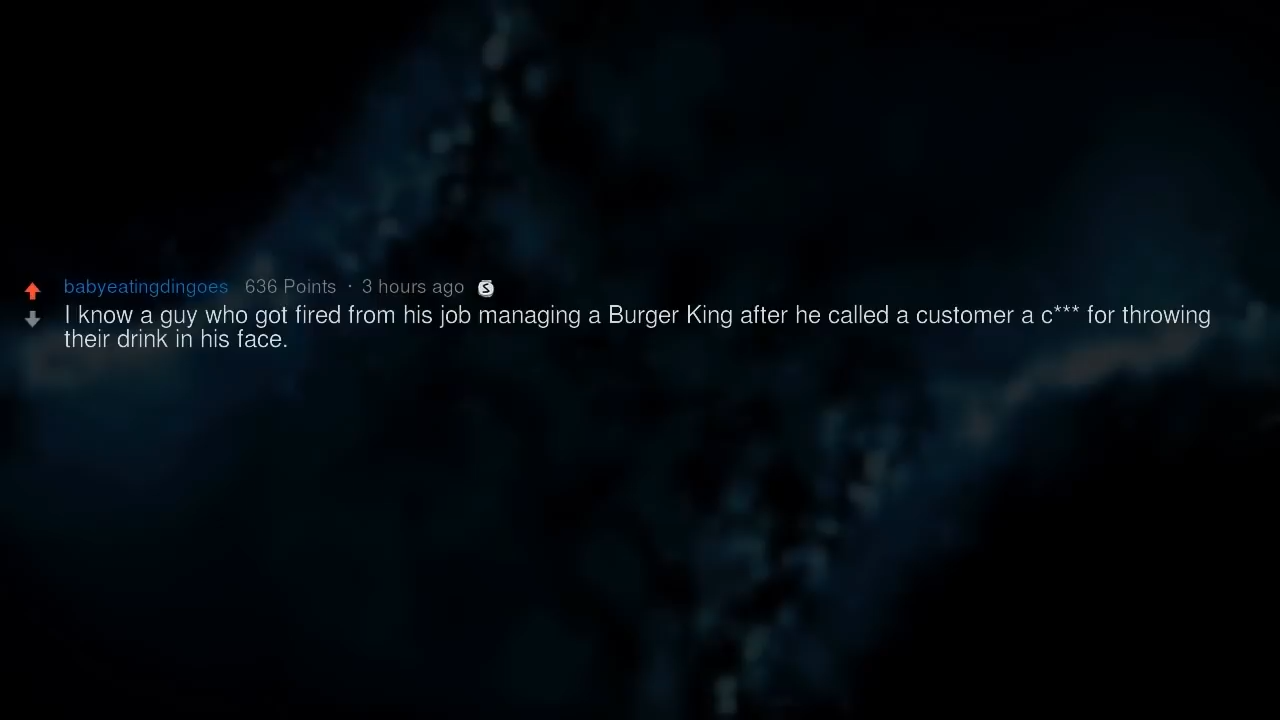 babyeatingdingoes 636 Points · 3 hours ago S
I know a guy who got fired from his job managing a Burger King after he called a customer a c*** for throwing
their drink in his face.